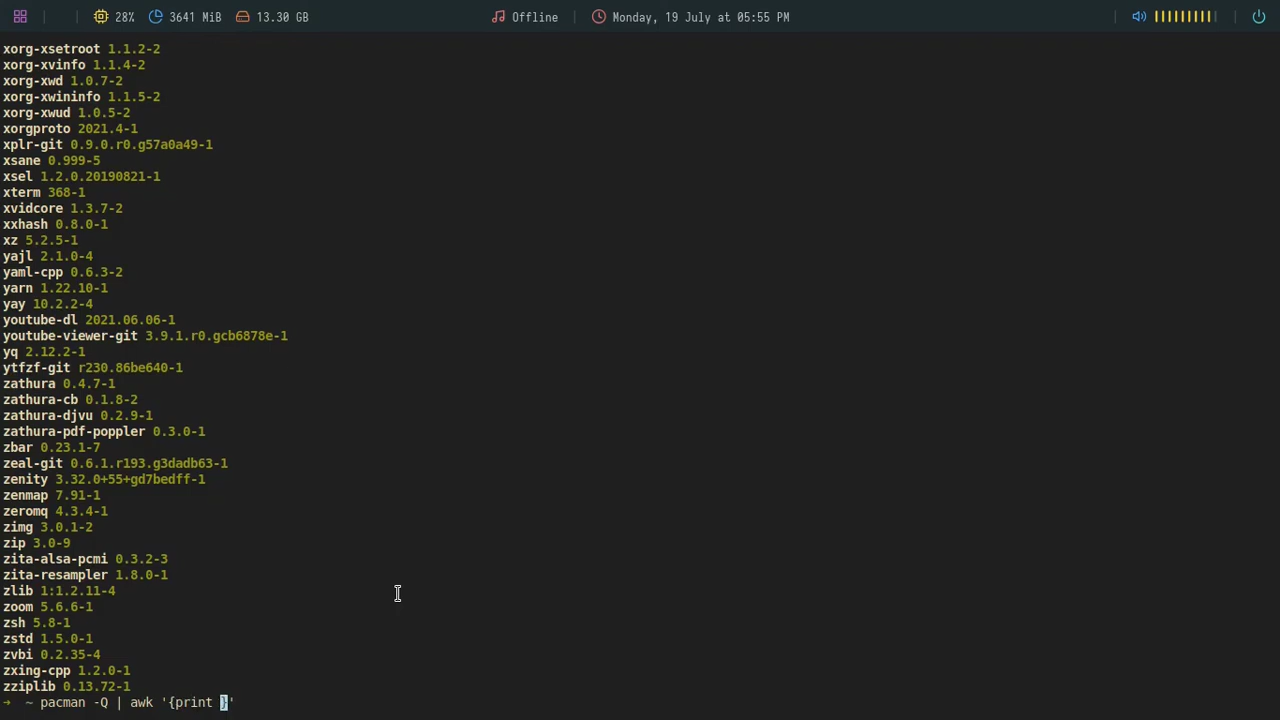 28% 3641 MiB 13.30 GB Offline Monday, 19 July at 05:55 PM
xorg-xsetroot 1.1.2-2
xorg-xvinfo 1.1.4-2
xorg-xwd 1.0.7-2
xorg-xwininfo 1.1.5-2
xorg-xwud 1.0.5-2
xorgproto 2021.4-1
xplr-git 0.9.0.r0.g57a0a49-1
xsane 0.999-5
xsel 1.2.0.20190821-1
xterm 368-1
xvidcore 1.3.7-2
xxhash 0.8.0-1
xz 5.2.5-1
yajl 2.1.0-4
yaml-cpp 0.6.3-2
yarn 1.22.10-1
yay 10.2.2-4
youtube-dl 2021.06.06-1
youtube-viewer-git 3.9.1.r0.gcb6878e-1
yq 2.12.2-1
ytfzf-git r230.86be640-1
zathura 0.4.7-1
zathura-cb 0.1.8-2
zathura-djvu 0.2.9-1
zathura-pdf-poppler 0.3.0-1
zbar 0.23.1-7
zeal-git 0.6.1.r193.g3dadb63-1
zenity 3.32.0+55+gd7bedff-1
zenmap 7.91-1
zeromq 4.3.4-1
zimg 3.0.1-2
zip 3.0-9
zita-alsa-pcmi 0.3.2-3
zita-resampler 1.8.0-1
zlib 1:1.2.11-4
zoom 5.6.6-1
zsh 5.8-1
zstd 1.5.0-1
zvbi 0.2.35-4
zxing-cpp 1.2.0-1
zziplib 0.13.72-1
→ ~ pacman -Q | awk '{print }'